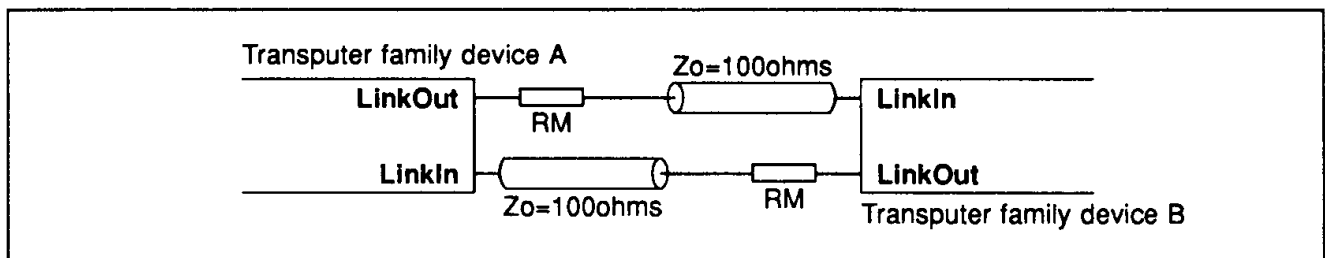 Transputer family device A
Zo=100ohms
LinkOut
LinkIn
RM
LinkIn
LinkOut
Zo=100ohms
RM
Transputer family device B